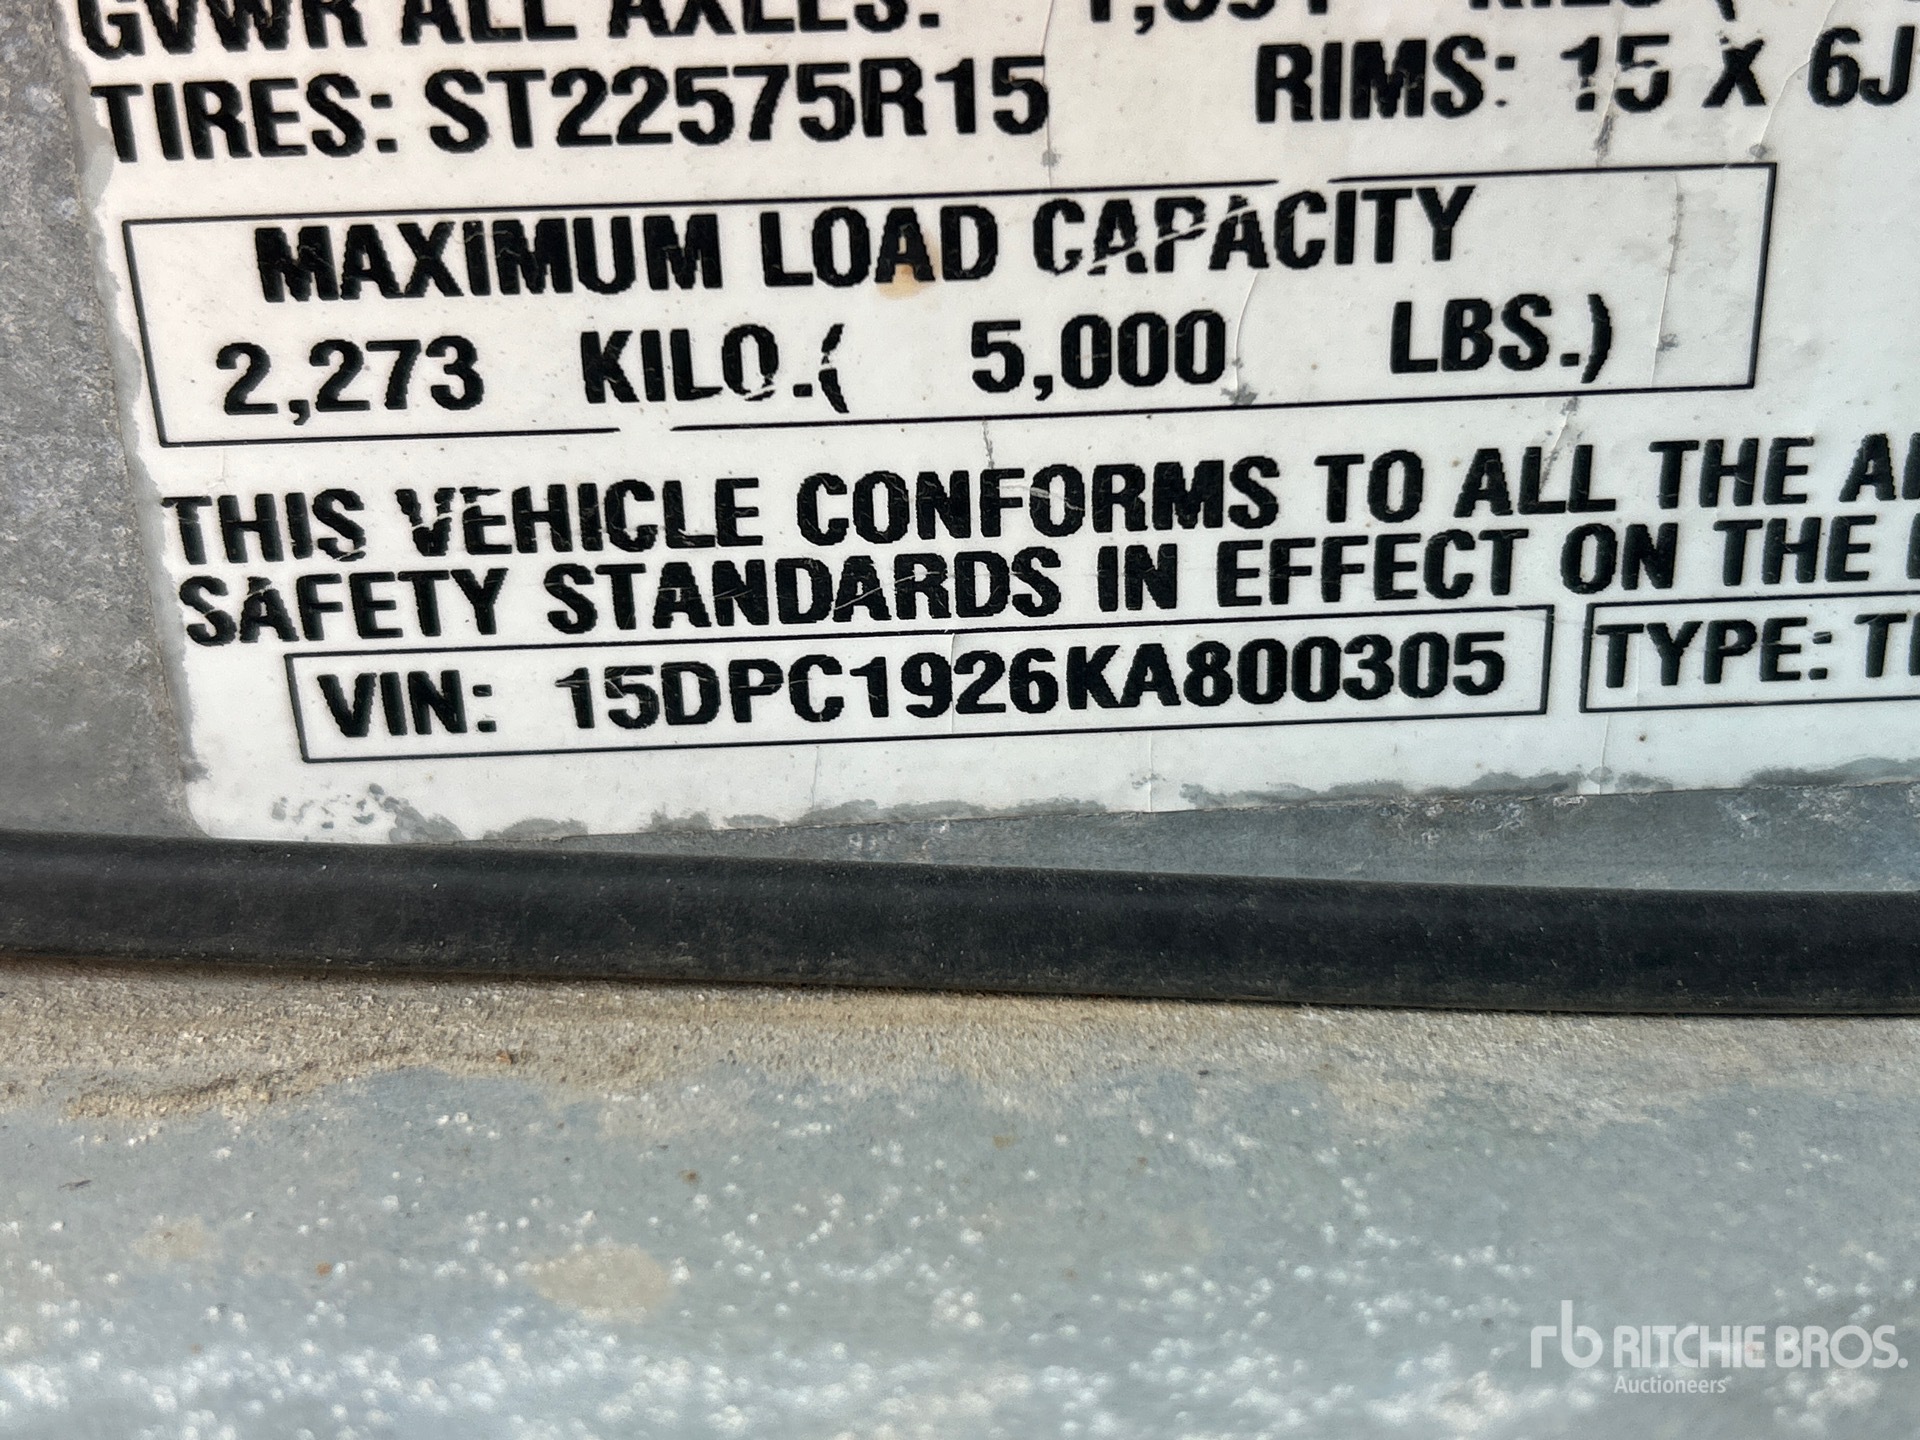 GVWR ALL AXLES:
TIRES: ST22575R15 RIMS: 15 X 6J
MAXIMUM LOAD CAPACITY
2,273 KILO.( 5,000 LBS.)
THIS VEHICLE CONFORMS TO ALL THE
SAFETY STANDARDS IN EFFECT ON THE
VIN: 15DPC1926KA800305 TYPE:
rb RITCHIE BROS.
Auctioneers